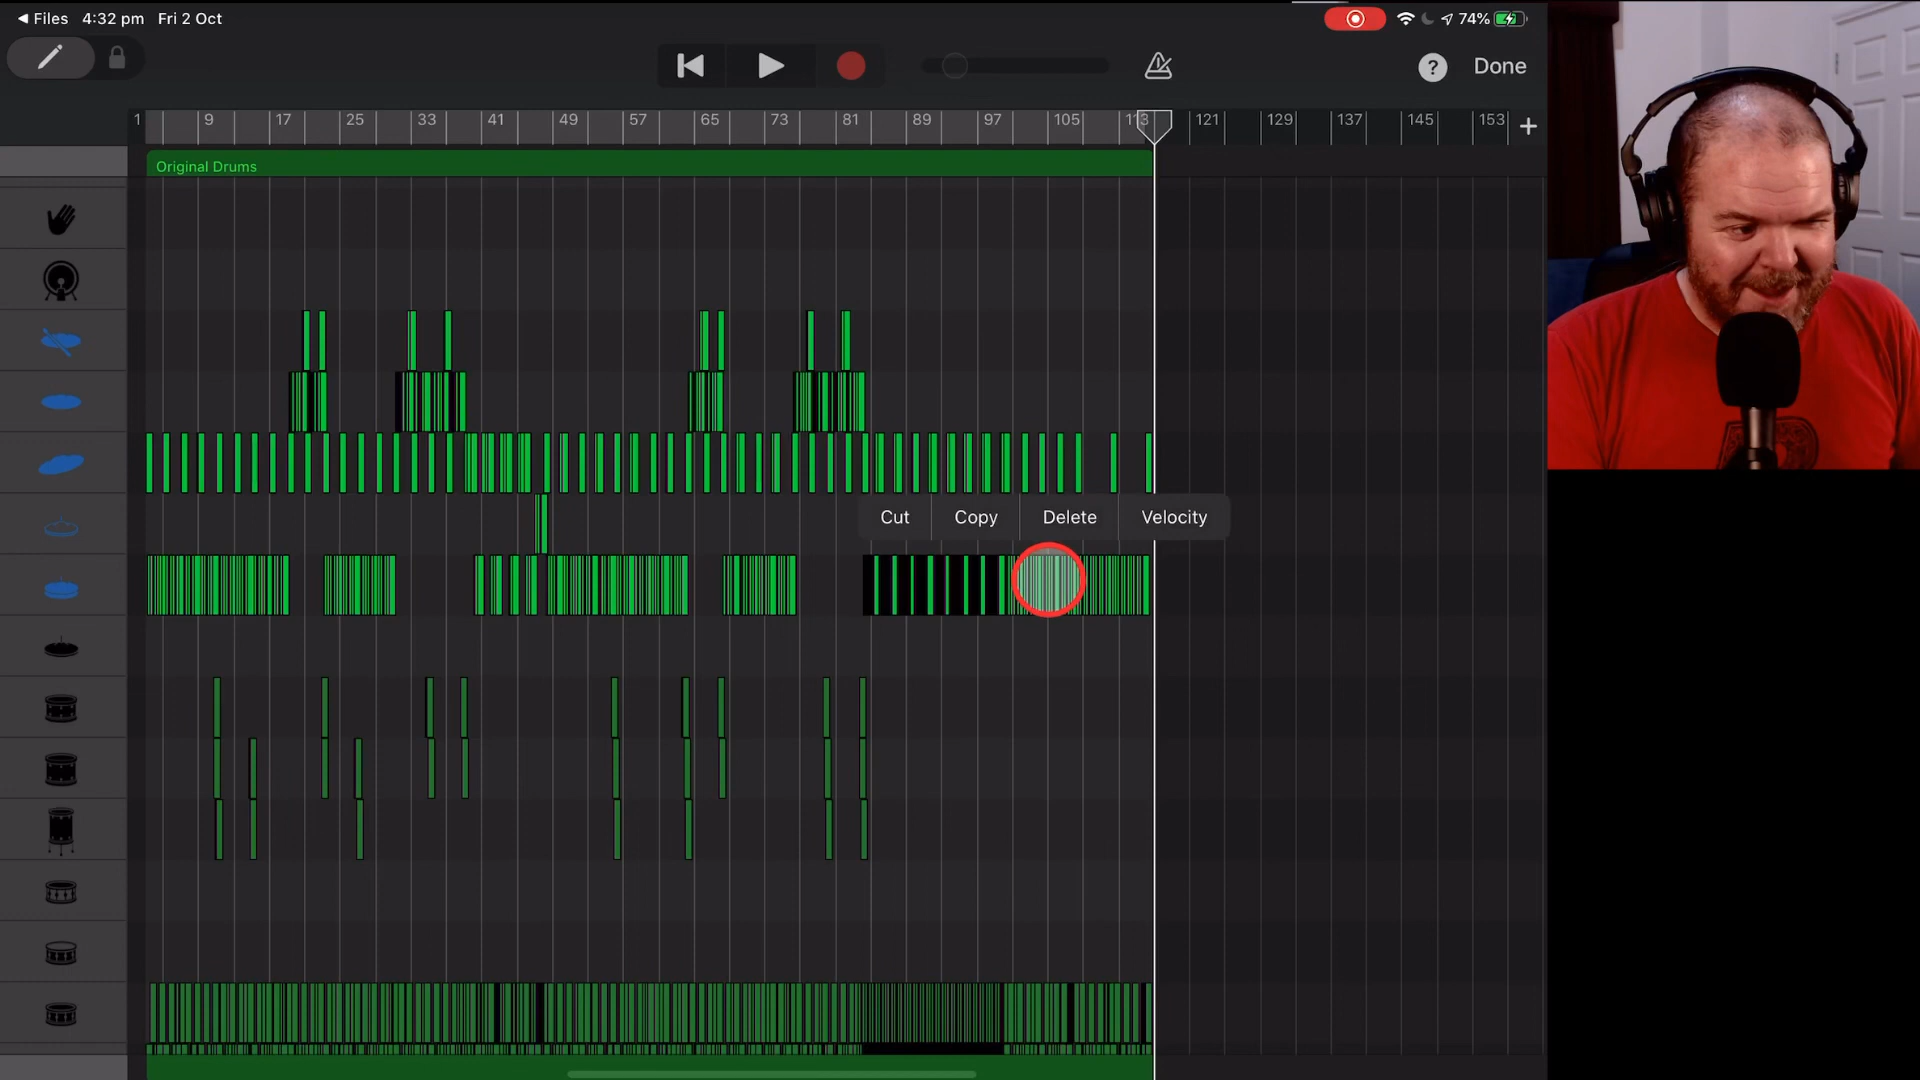 Files 4:32 pm Fri 2 Oct
74%
? Done
1 9 17 25 33 41 49 57 65 73 81 89 97 105 113 121 129 137 145 153 +
Original Drums
Cut Copy Delete Velocity